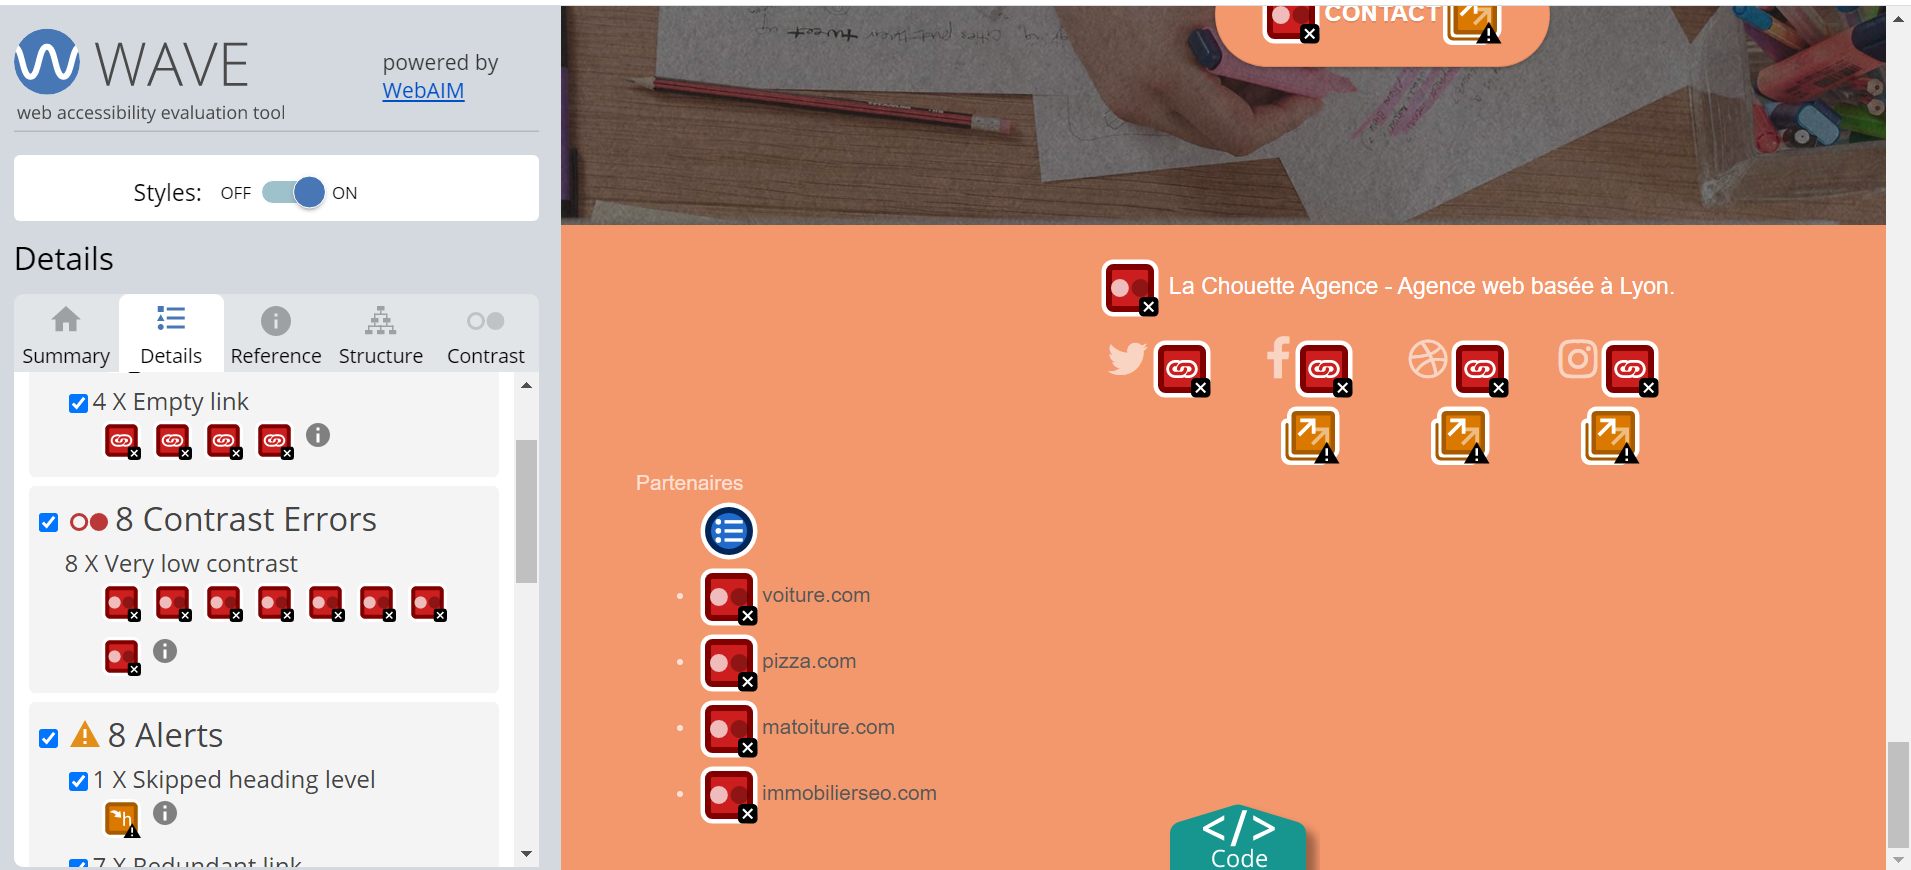 WAVE
web accessibility evaluation tool
powered by
WebAIM
Styles: OFF ON
Details
Summary Details Reference Structure Contrast
4 X Empty link
8 Contrast Errors
8 X Very low contrast
8 Alerts
1 X Skipped heading level
7 X Redundant link
CONTACT
La Chouette Agence - Agence web basée à Lyon.
Partenaires
voiture.com
pizza.com
matoiture.com
immobilierseo.com
</>
Code